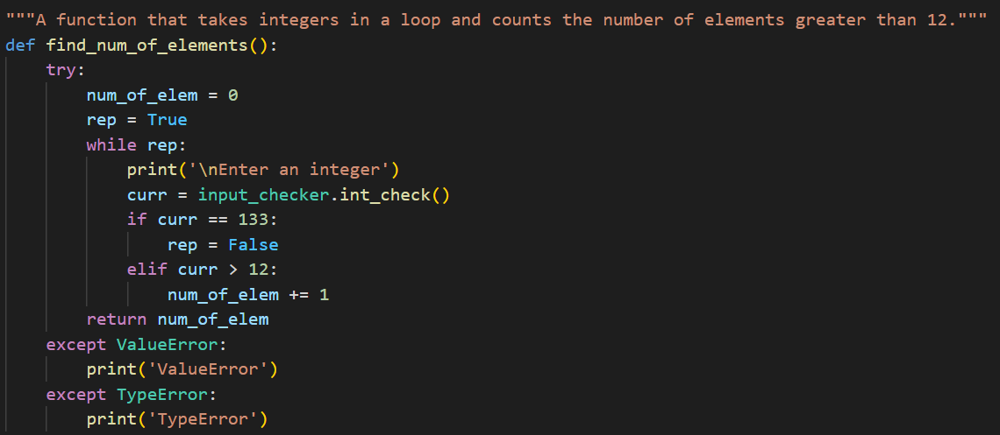 """A function that takes integers in a loop and counts the number of elements greater than 12."""
def find_num_of_elements():
    try:
        num_of_elem = 0
        rep = True
        while rep:
            print('\nEnter an integer')
            curr = input_checker.int_check()
            if curr == 133:
                rep = False
            elif curr > 12:
                num_of_elem += 1
        return num_of_elem
    except ValueError:
        print('ValueError')
    except TypeError:
        print('TypeError')